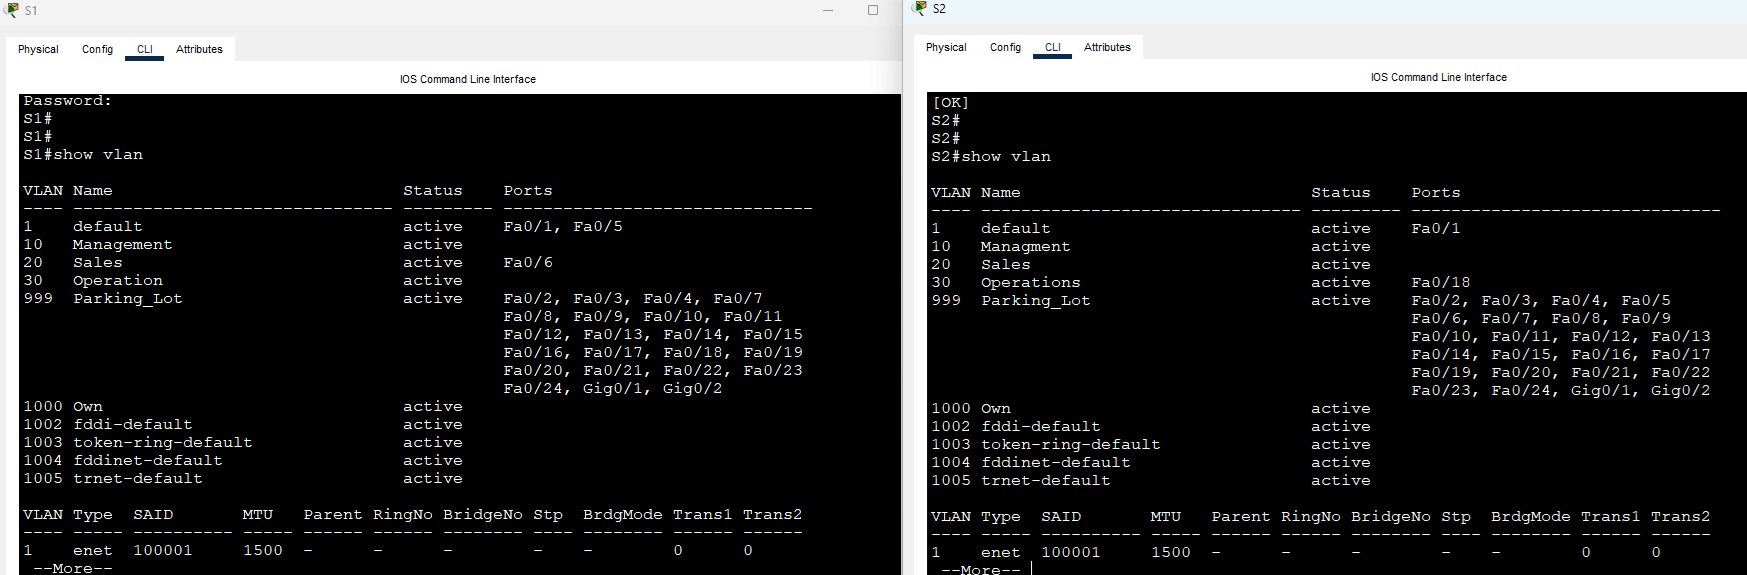 S1
Physical Config CLI Attributes
IOS Command Line Interface
Password:
S1#
S1#
S1#show vlan
VLAN Name Status Ports
---- -------------------------------- --------- -------------------------------
1 default active Fa0/1, Fa0/5
10 Management active
20 Sales active Fa0/6
30 Operation active
999 Parking_Lot active Fa0/2, Fa0/3, Fa0/4, Fa0/7
Fa0/8, Fa0/9, Fa0/10, Fa0/11
Fa0/12, Fa0/13, Fa0/14, Fa0/15
Fa0/16, Fa0/17, Fa0/18, Fa0/19
Fa0/20, Fa0/21, Fa0/22, Fa0/23
Fa0/24, Gig0/1, Gig0/2
1000 Own active
1002 fddi-default active
1003 token-ring-default active
1004 fddinet-default active
1005 trnet-default active
VLAN Type SAID MTU Parent RingNo BridgeNo Stp BrdgMode Trans1 Trans2
---- ----- ---------- ----- ------ ------ -------- ---- -------- ------ ------
1 enet 100001 1500 - - - - - 0 0
--More--
S2
Physical Config CLI Attributes
IOS Command Line Interface
[OK]
S2#
S2#
S2#show vlan
VLAN Name Status Ports
---- -------------------------------- --------- -------------------------------
1 default active Fa0/1
10 Managment active
20 Sales active
30 Operations active Fa0/18
999 Parking_Lot active Fa0/2, Fa0/3, Fa0/4, Fa0/5
Fa0/6, Fa0/7, Fa0/8, Fa0/9
Fa0/10, Fa0/11, Fa0/12, Fa0/13
Fa0/14, Fa0/15, Fa0/16, Fa0/17
Fa0/19, Fa0/20, Fa0/21, Fa0/22
Fa0/23, Fa0/24, Gig0/1, Gig0/2
1000 Own active
1002 fddi-default active
1003 token-ring-default active
1004 fddinet-default active
1005 trnet-default active
VLAN Type SAID MTU Parent RingNo BridgeNo Stp BrdgMode Trans1 Trans2
---- ----- ---------- ----- ------ ------ -------- ---- -------- ------ ------
1 enet 100001 1500 - - - - - 0 0
--More--